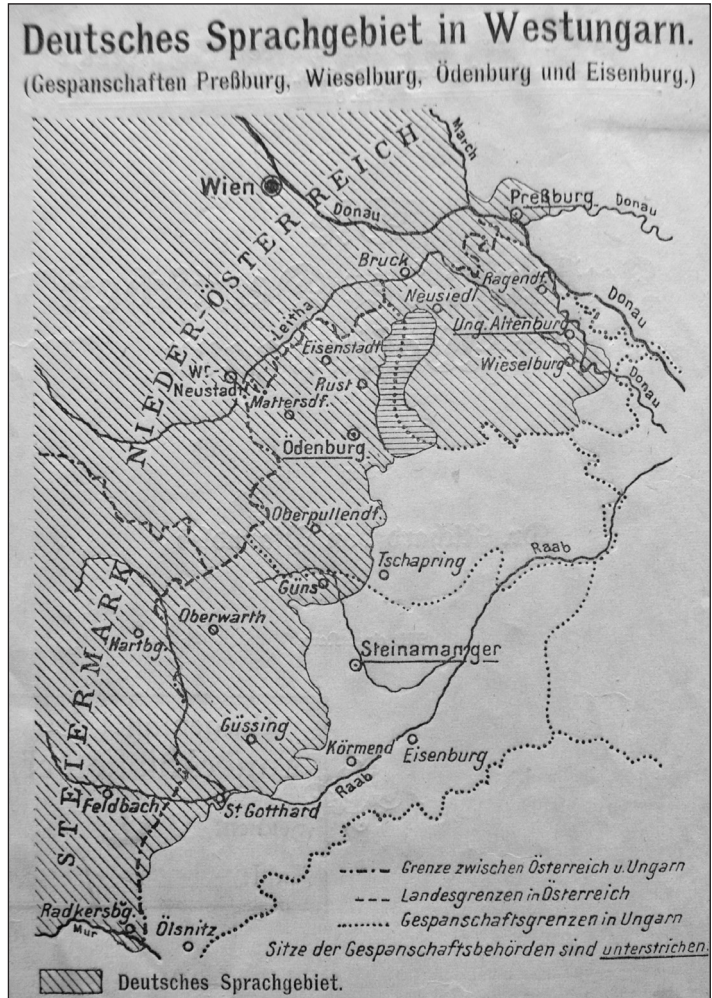 Deutsches Sprachgebiet in Westungarn.
(Gespanschaften Preßburg, Wieselburg, Ödenburg und Eisenburg.)
NIEDER-ÖSTERREICH
March
Wien
Donau
Preßburg
Donau
Bruck
Ragendf.
Neusiedl
Donau
Leitha
Ung. Altenburg
Eisenstadt
Wr-
Neustadt
Rust
Wieselburg
Donau
Mattersdf.
Ödenburg
Oberpullendf.
Tschapring
Raab
Güns
STEIERMARK
Oberwarth
Hartbg.
Steinamanger
Güssing
Körmend
Eisenburg
Raab
Feldbach
St. Gotthard
Radkersbg.
Mur
Ölsnitz
Grenze zwischen Österreich u. Ungarn
Landesgrenzen in Österreich
Gespanschaftsgrenzen in Ungarn
Sitze der Gespanschaftsbehörden sind unterstrichen.
Deutsches Sprachgebiet.